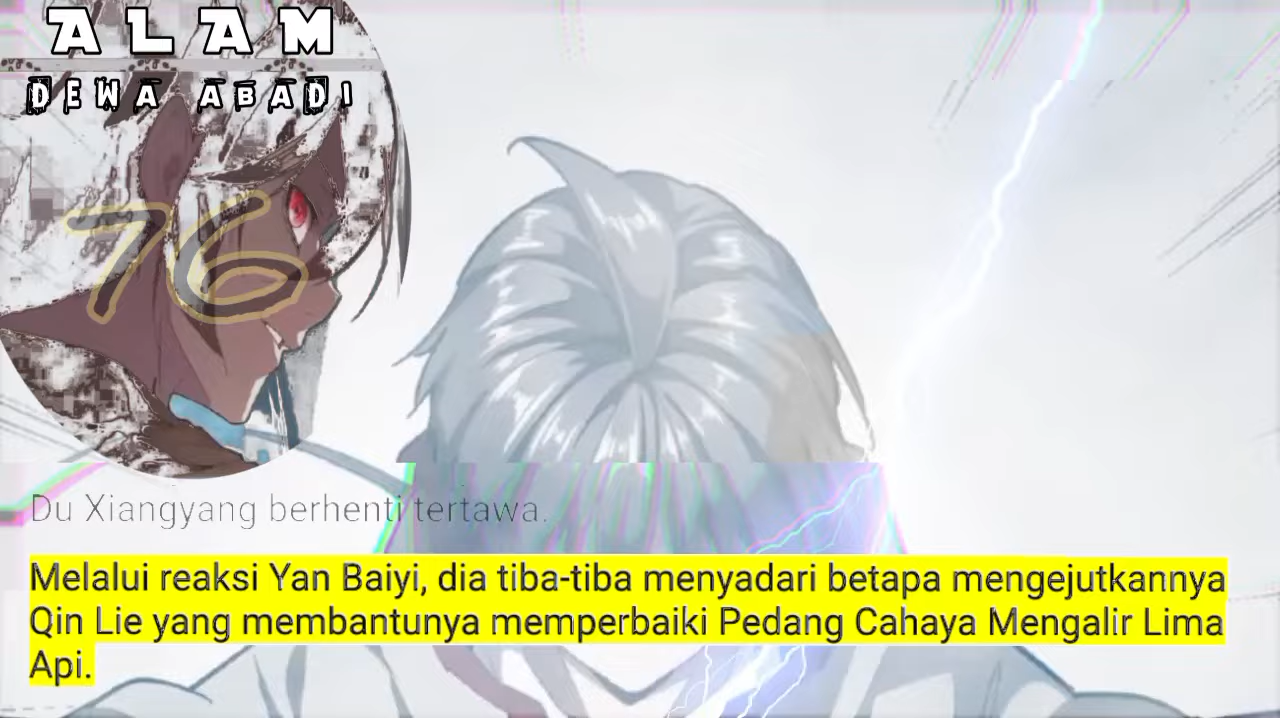 ALAM
DEWA ABADI
76
Du Xiangyang berhenti tertawa.
Melalui reaksi Yan Baiyi, dia tiba-tiba menyadari betapa mengejutkannya
Qin Lie yang membantunya memperbaiki Pedang Cahaya Mengalir Lima
Api.